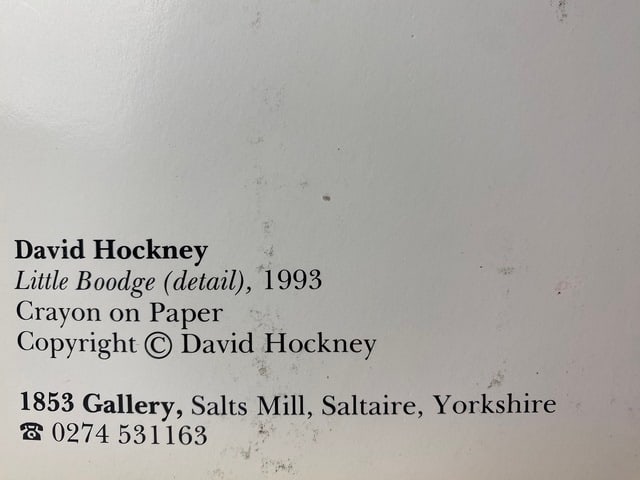 David Hockney
Little Boodge (detail), 1993
Crayon on Paper
Copyright © David Hockney
1853 Gallery, Salts Mill, Saltaire, Yorkshire
☎ 0274 531163